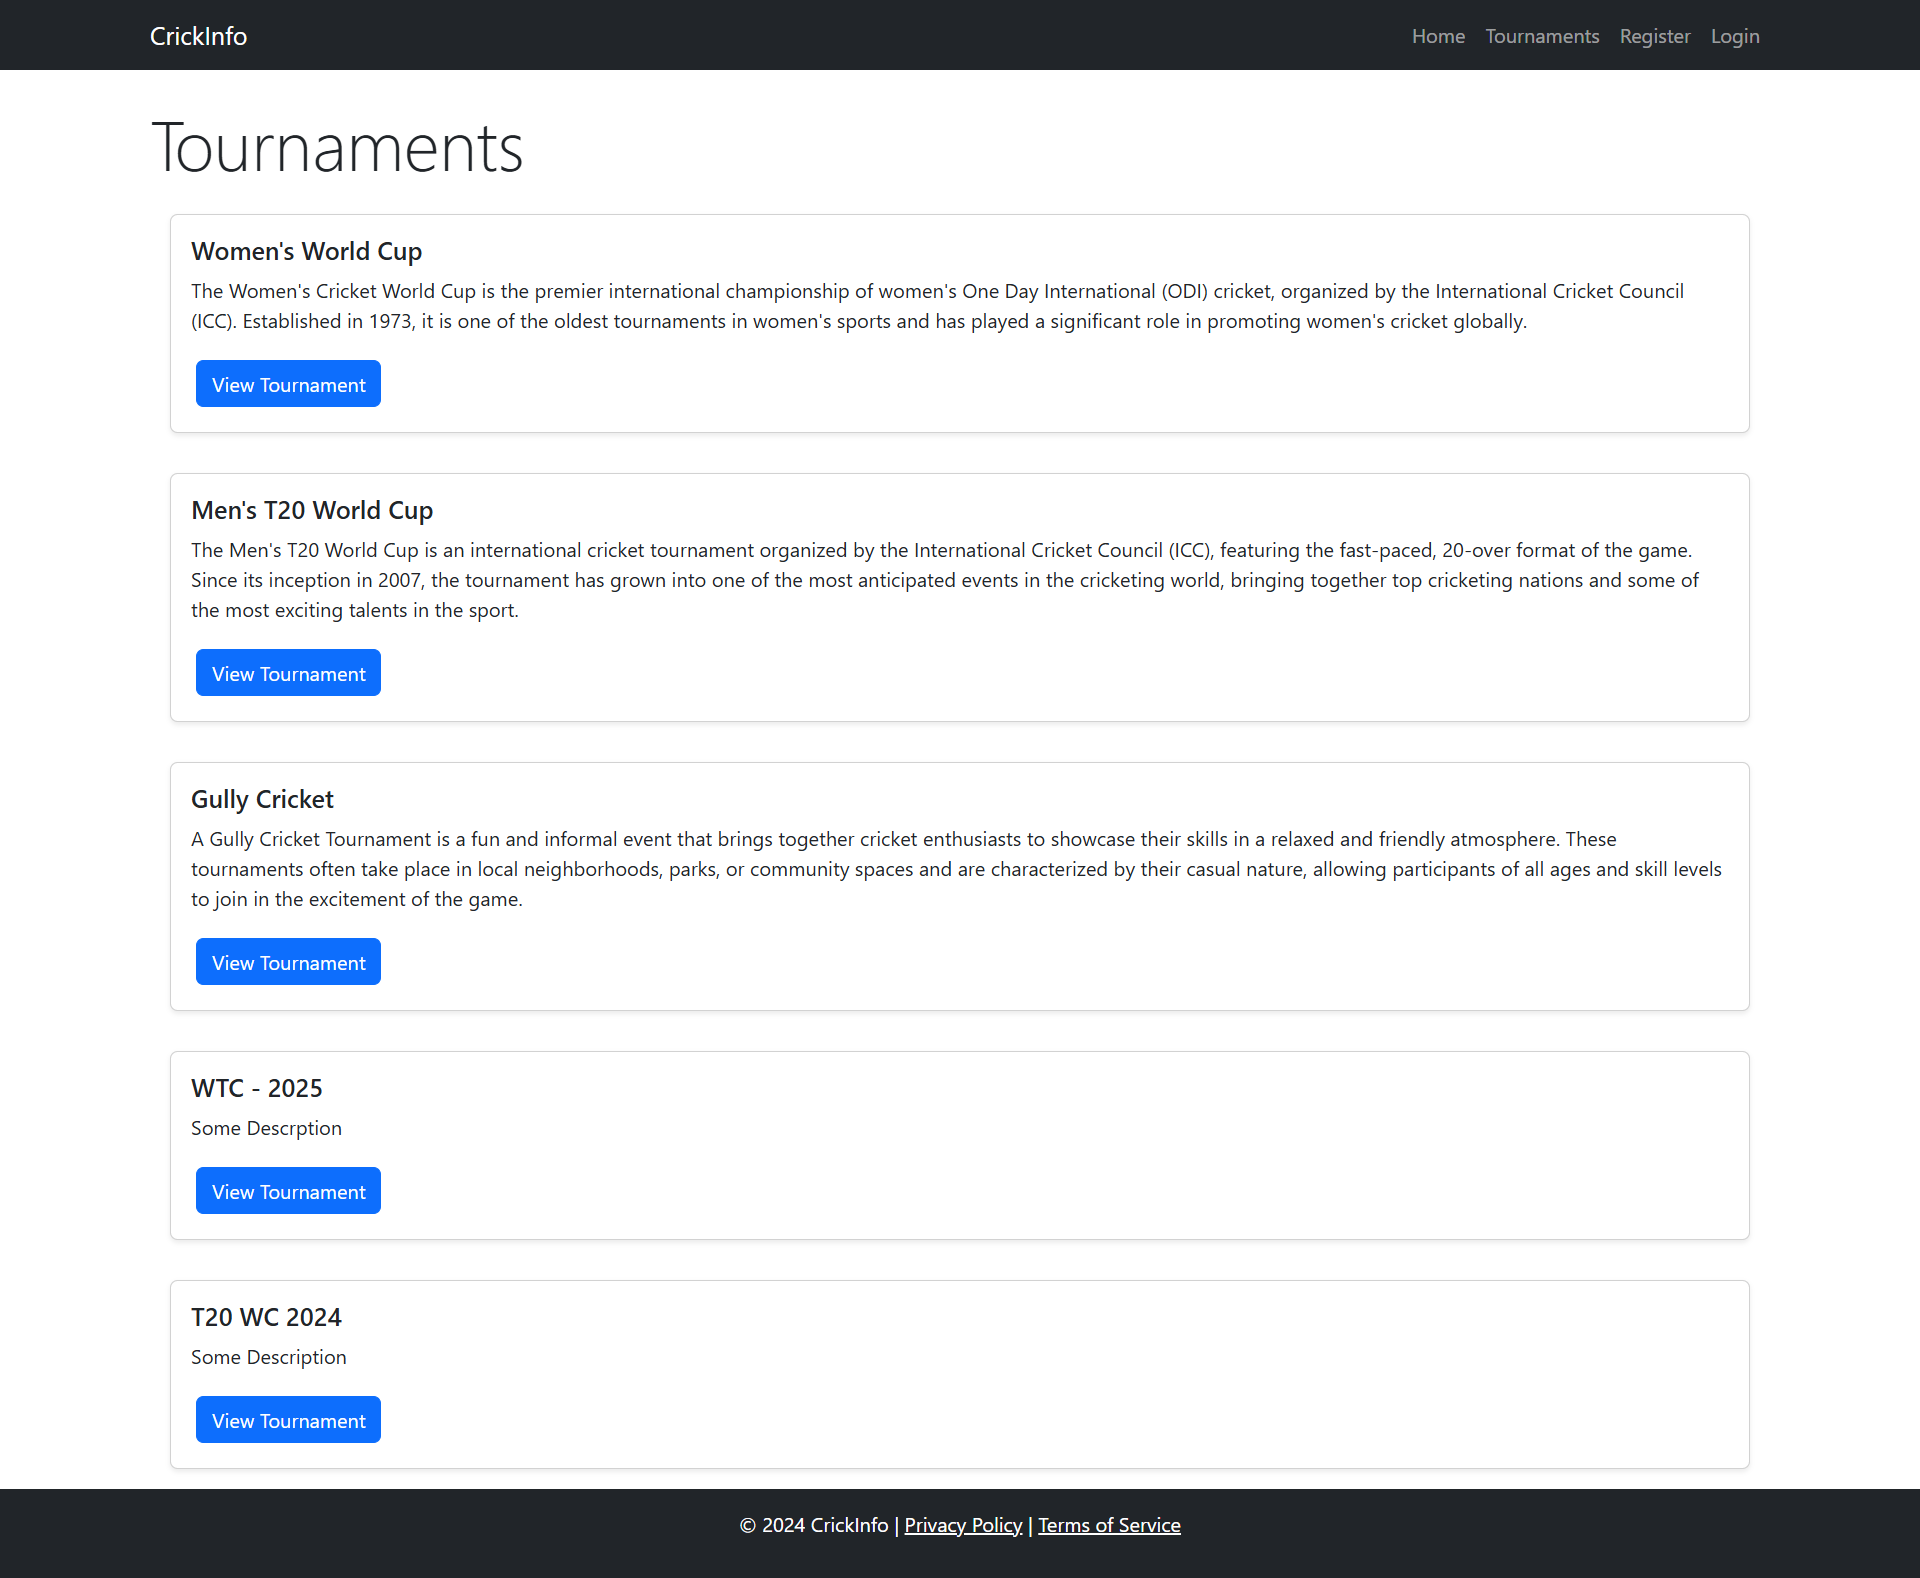 CrickInfo
Home Tournaments Register Login
Tournaments
Women's World Cup
The Women's Cricket World Cup is the premier international championship of women's One Day International (ODI) cricket, organized by the International Cricket Council
(ICC). Established in 1973, it is one of the oldest tournaments in women's sports and has played a significant role in promoting women's cricket globally.
View Tournament
Men's T20 World Cup
The Men's T20 World Cup is an international cricket tournament organized by the International Cricket Council (ICC), featuring the fast-paced, 20-over format of the game.
Since its inception in 2007, the tournament has grown into one of the most anticipated events in the cricketing world, bringing together top cricketing nations and some of
the most exciting talents in the sport.
View Tournament
Gully Cricket
A Gully Cricket Tournament is a fun and informal event that brings together cricket enthusiasts to showcase their skills in a relaxed and friendly atmosphere. These
tournaments often take place in local neighborhoods, parks, or community spaces and are characterized by their casual nature, allowing participants of all ages and skill levels
to join in the excitement of the game.
View Tournament
WTC - 2025
Some Descrption
View Tournament
T20 WC 2024
Some Description
View Tournament
© 2024 CrickInfo | Privacy Policy | Terms of Service